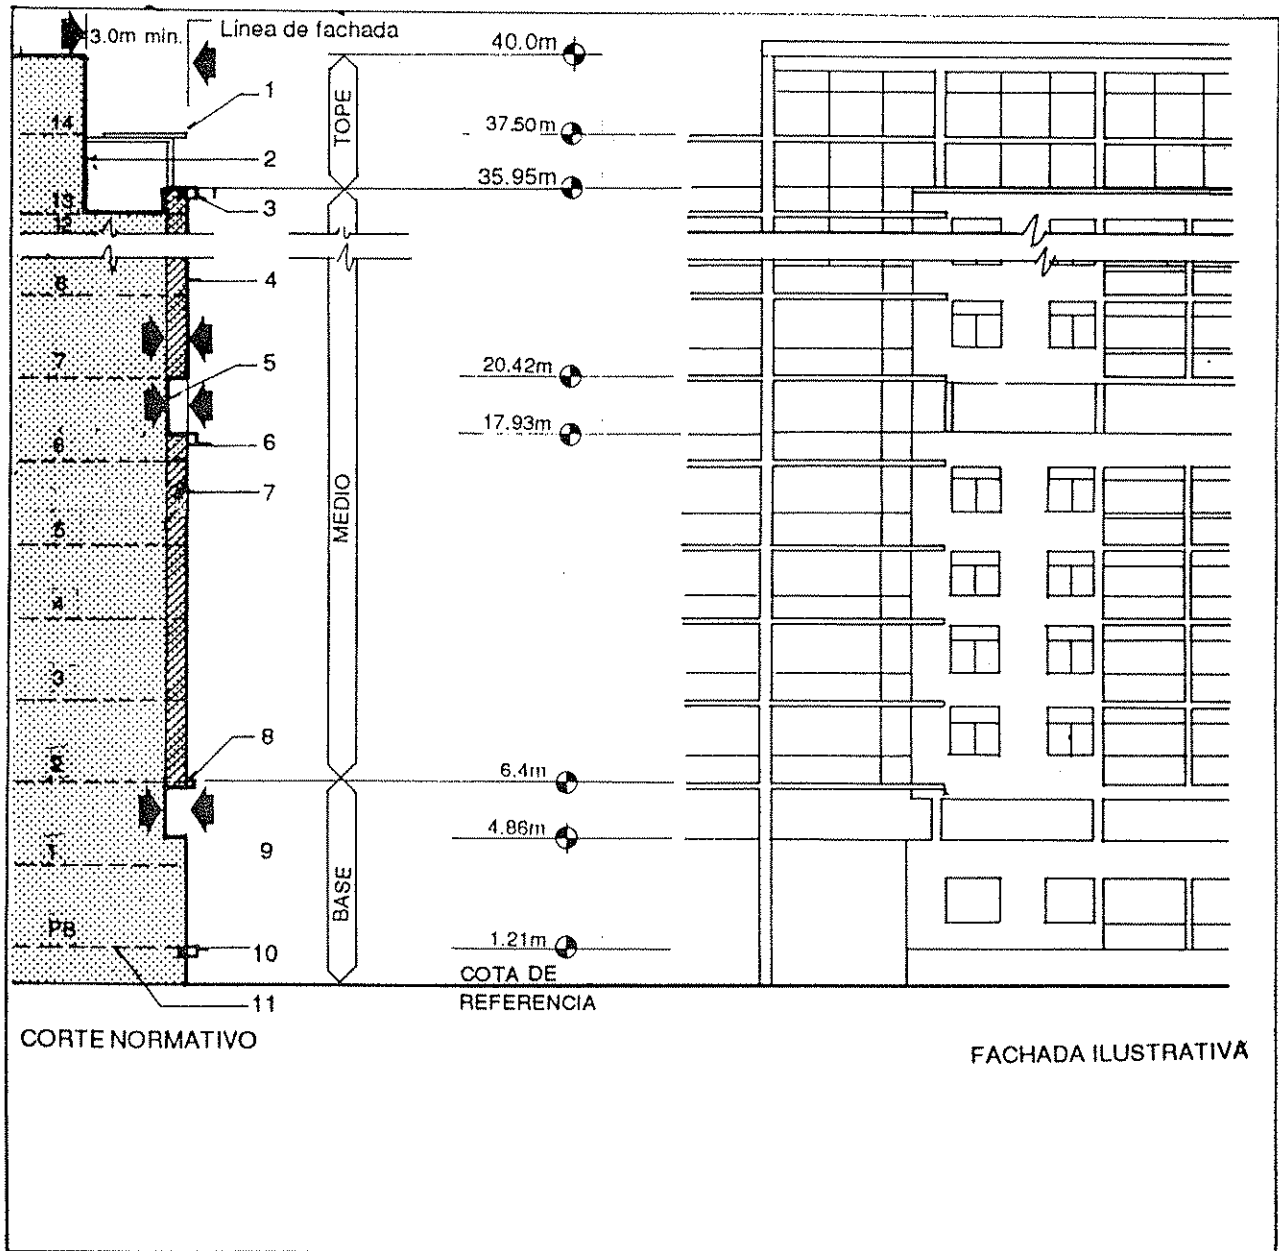 3.0m min.
Línea de fachada
40.0m
1
14
TOPE
37.50m
2
35.95m
3
13
12
8
4
7
5
20.42m
6
17.93m
6
7
MEDIO
5
4
3
8
2
6.4m
4.86m
1
9
BASE
PB
1.21m
10
COTA DE
REFERENCIA
11
CORTE NORMATIVO
FACHADA ILUSTRATIVA